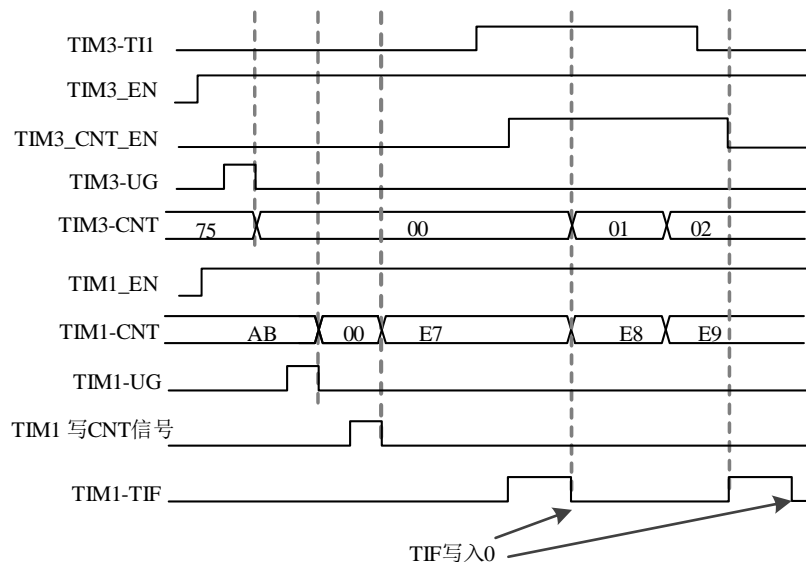 TIM3-TI1
TIM3_EN
TIM3_CNT_EN
TIM3-UG
TIM3-CNT
75 00 01 02
TIM1_EN
TIM1-CNT
AB 00 E7 E8 E9
TIM1-UG
TIM1 写CNT信号
TIM1-TIF
TIF写入0